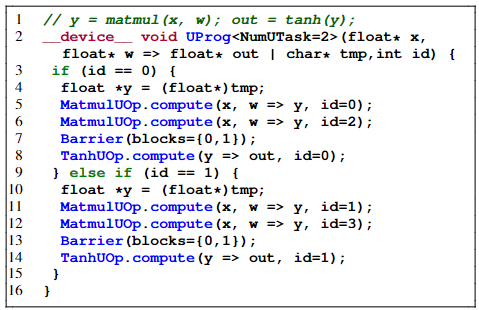 1 // y = matmul(x, w); out = tanh(y);
2 __device__ void UProg<NumUTask=2>(float* x,
float* w => float* out | char* tmp,int id) {
3 if (id == 0) {
4 float *y = (float*)tmp;
5 MatmulUOp.compute(x, w => y, id=0);
6 MatmulUOp.compute(x, w => y, id=2);
7 Barrier(blocks={0,1});
8 TanhUOp.compute(y => out, id=0);
9 } else if (id == 1) {
10 float *y = (float*)tmp;
11 MatmulUOp.compute(x, w => y, id=1);
12 MatmulUOp.compute(x, w => y, id=3);
13 Barrier(blocks={0,1});
14 TanhUOp.compute(y => out, id=1);
15 }
16 }